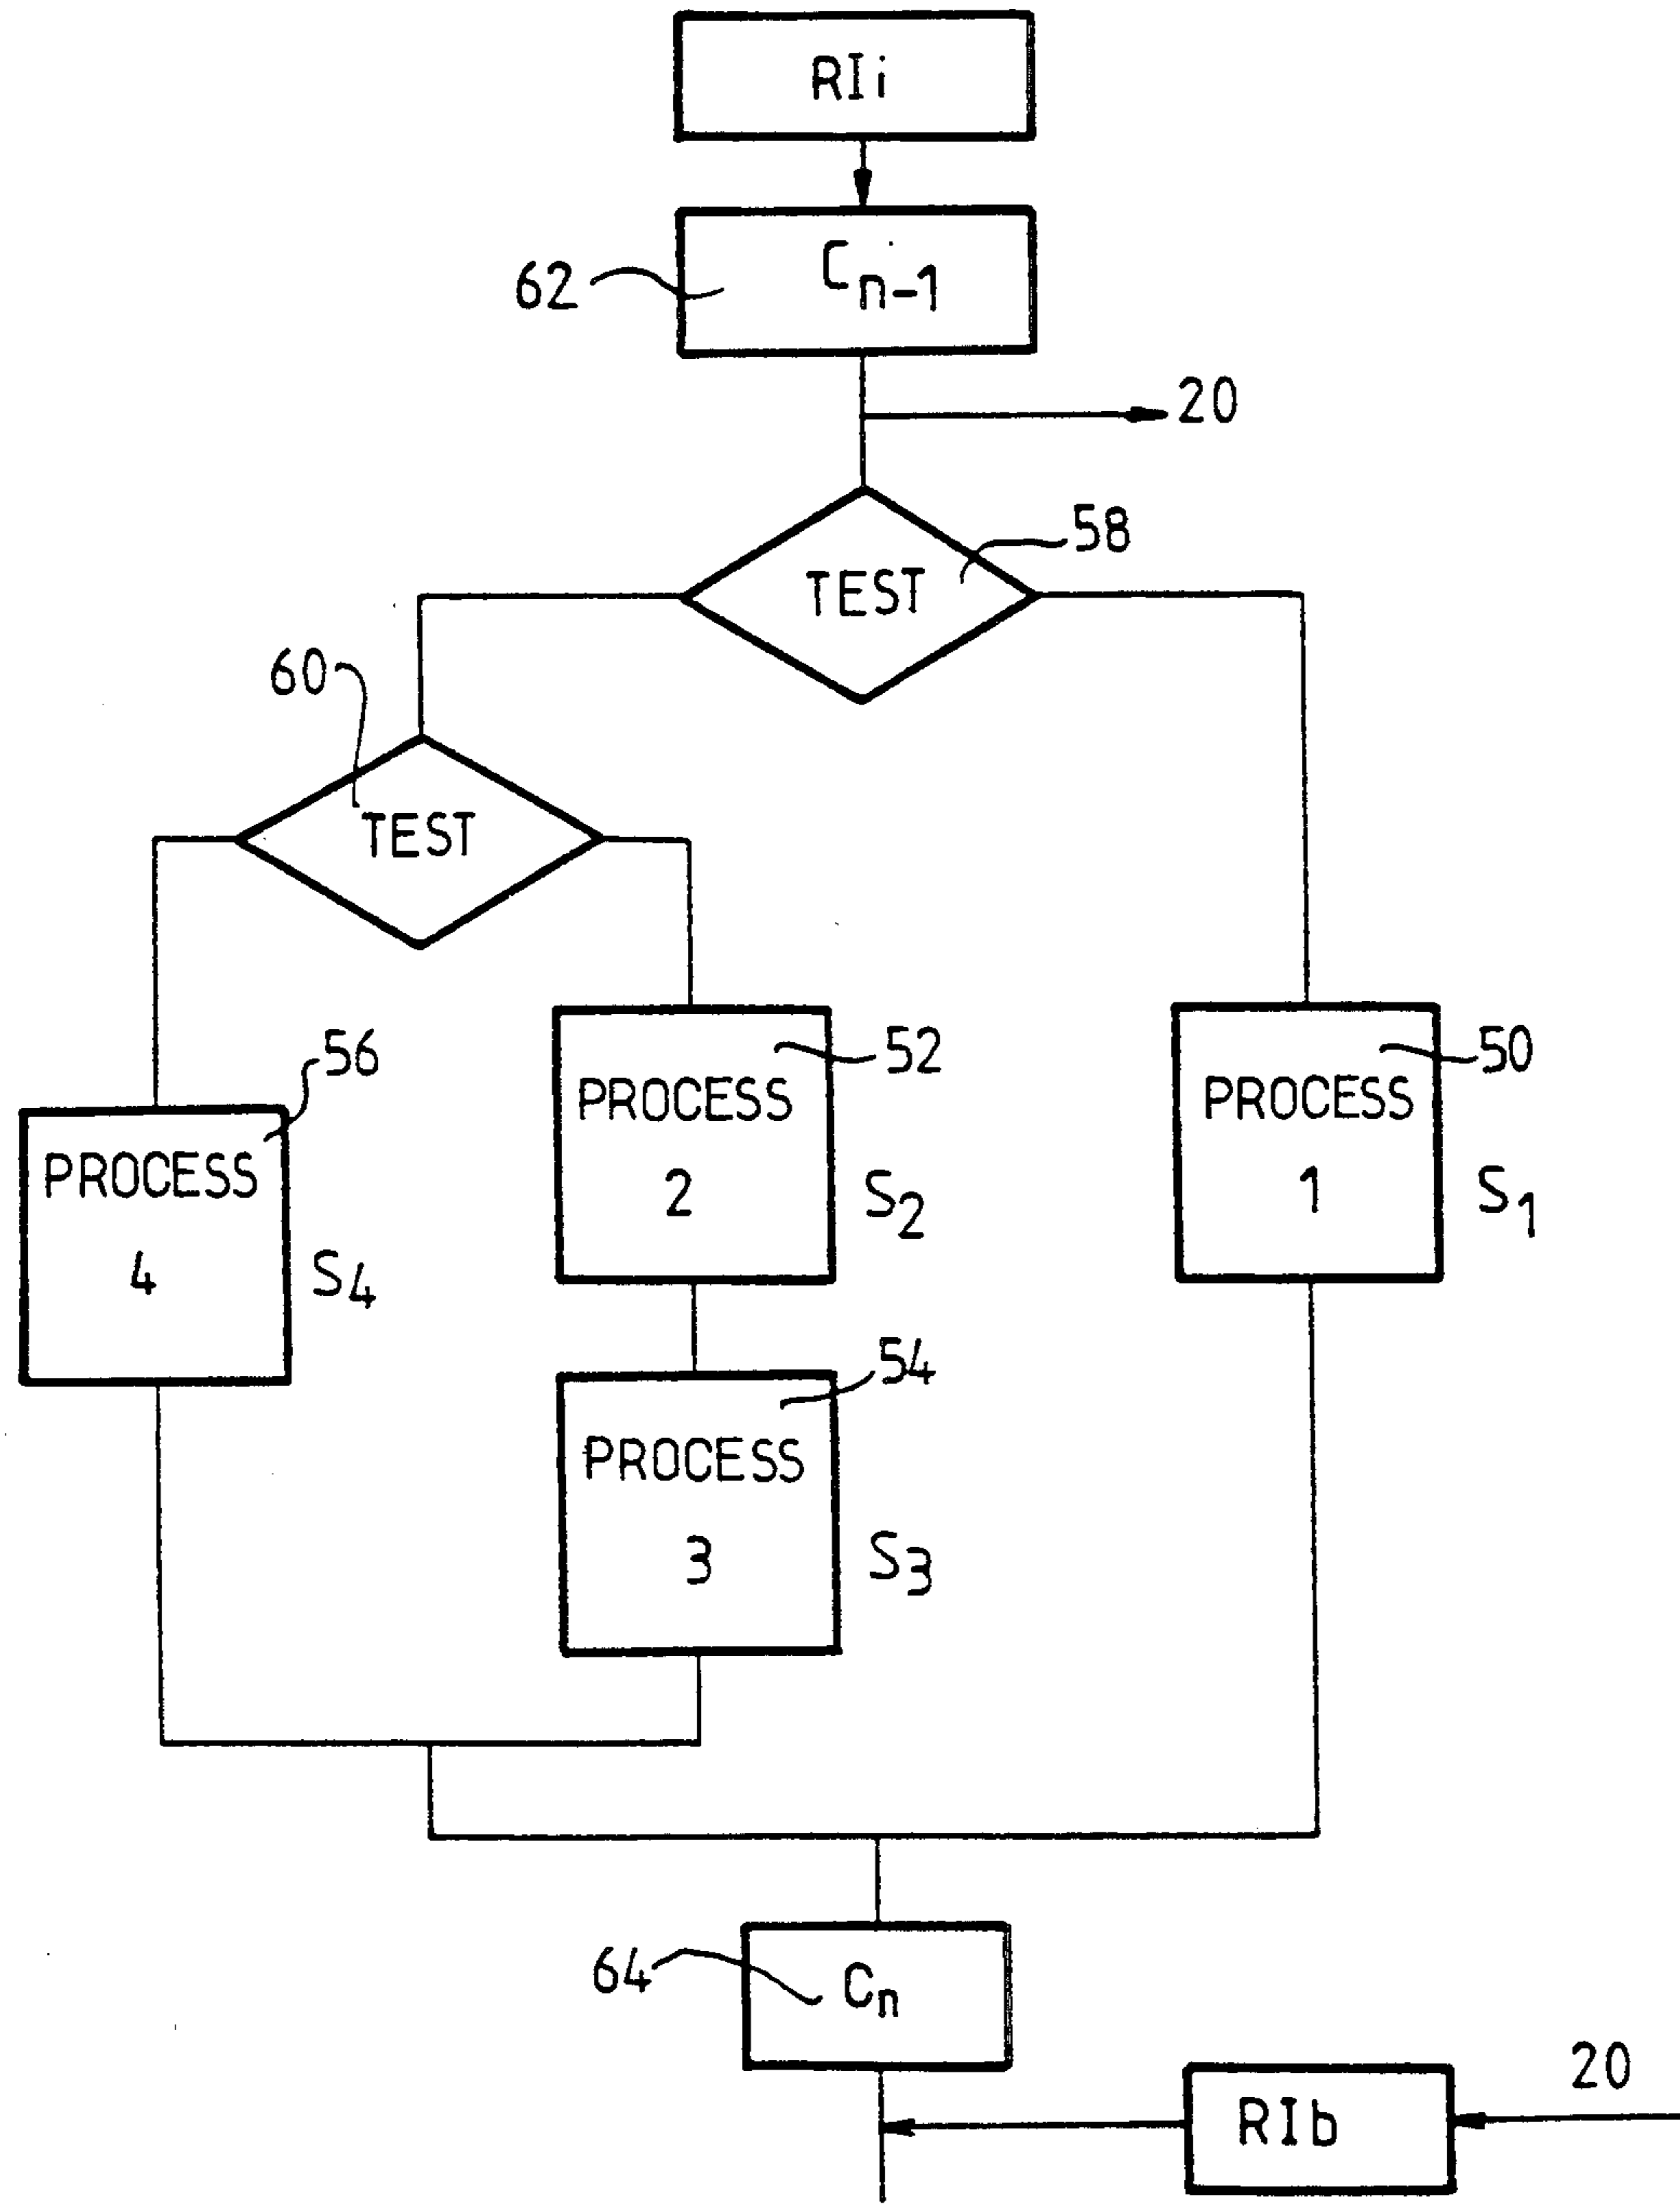 RIi
62
Cn-1
20
58
TEST
60
TEST
52
50
56
PROCESS
PROCESS
PROCESS
2
S2
1
S1
4
S4
54
PROCESS
3
S3
64
Cn
20
RIb